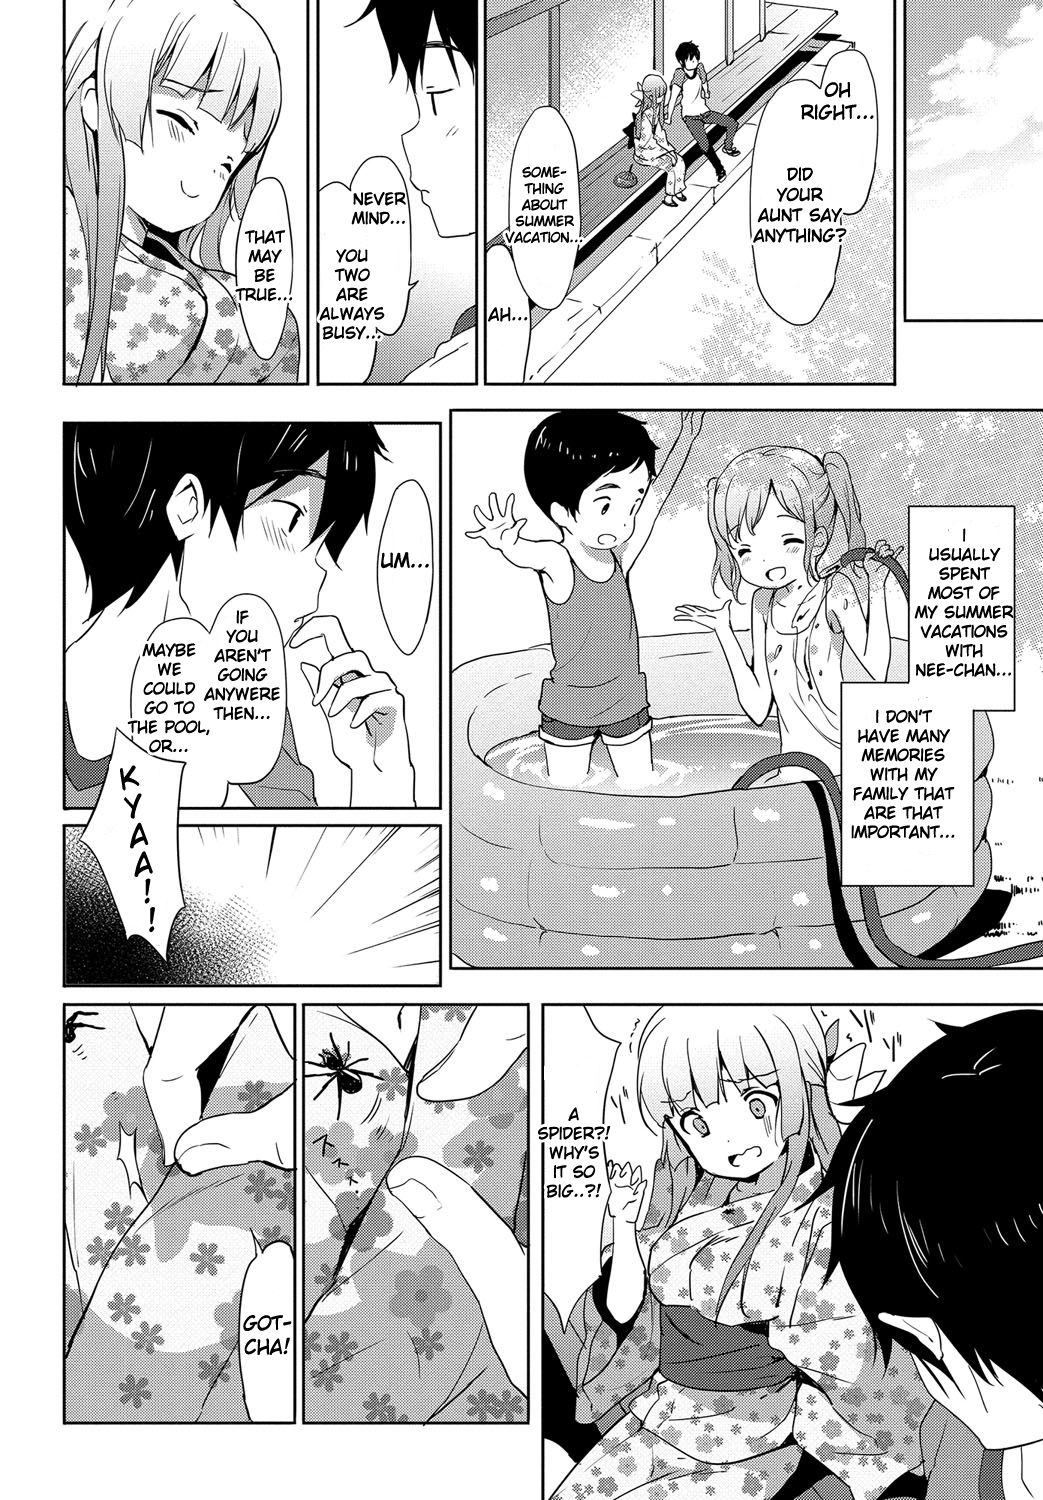 OH
RIGHT...
DID
YOUR
AUNT SAY
ANYTHING?
SOME-
THING
ABOUT
SUMMER
VACATION...
AH...
NEVER
MIND...
YOU
TWO ARE
ALWAYS
BUSY...
THAT
MAY
BE
TRUE...
I
USUALLY
SPENT
MOST OF
MY SUMMER
VACATIONS
WITH
NEE-CHAN...
I DON'T
HAVE MANY
MEMORIES
WITH MY
FAMILY THAT
ARE THAT
IMPORTANT...
UM...
IF
YOU
AREN'T
GOING
ANYWERE
THEN...
MAYBE
WE
COULD
GO TO
THE POOL,
OR...
KYAA!!
A
SPIDER?!
WHY'S
IT SO
BIG..?!
GOT-
CHA!